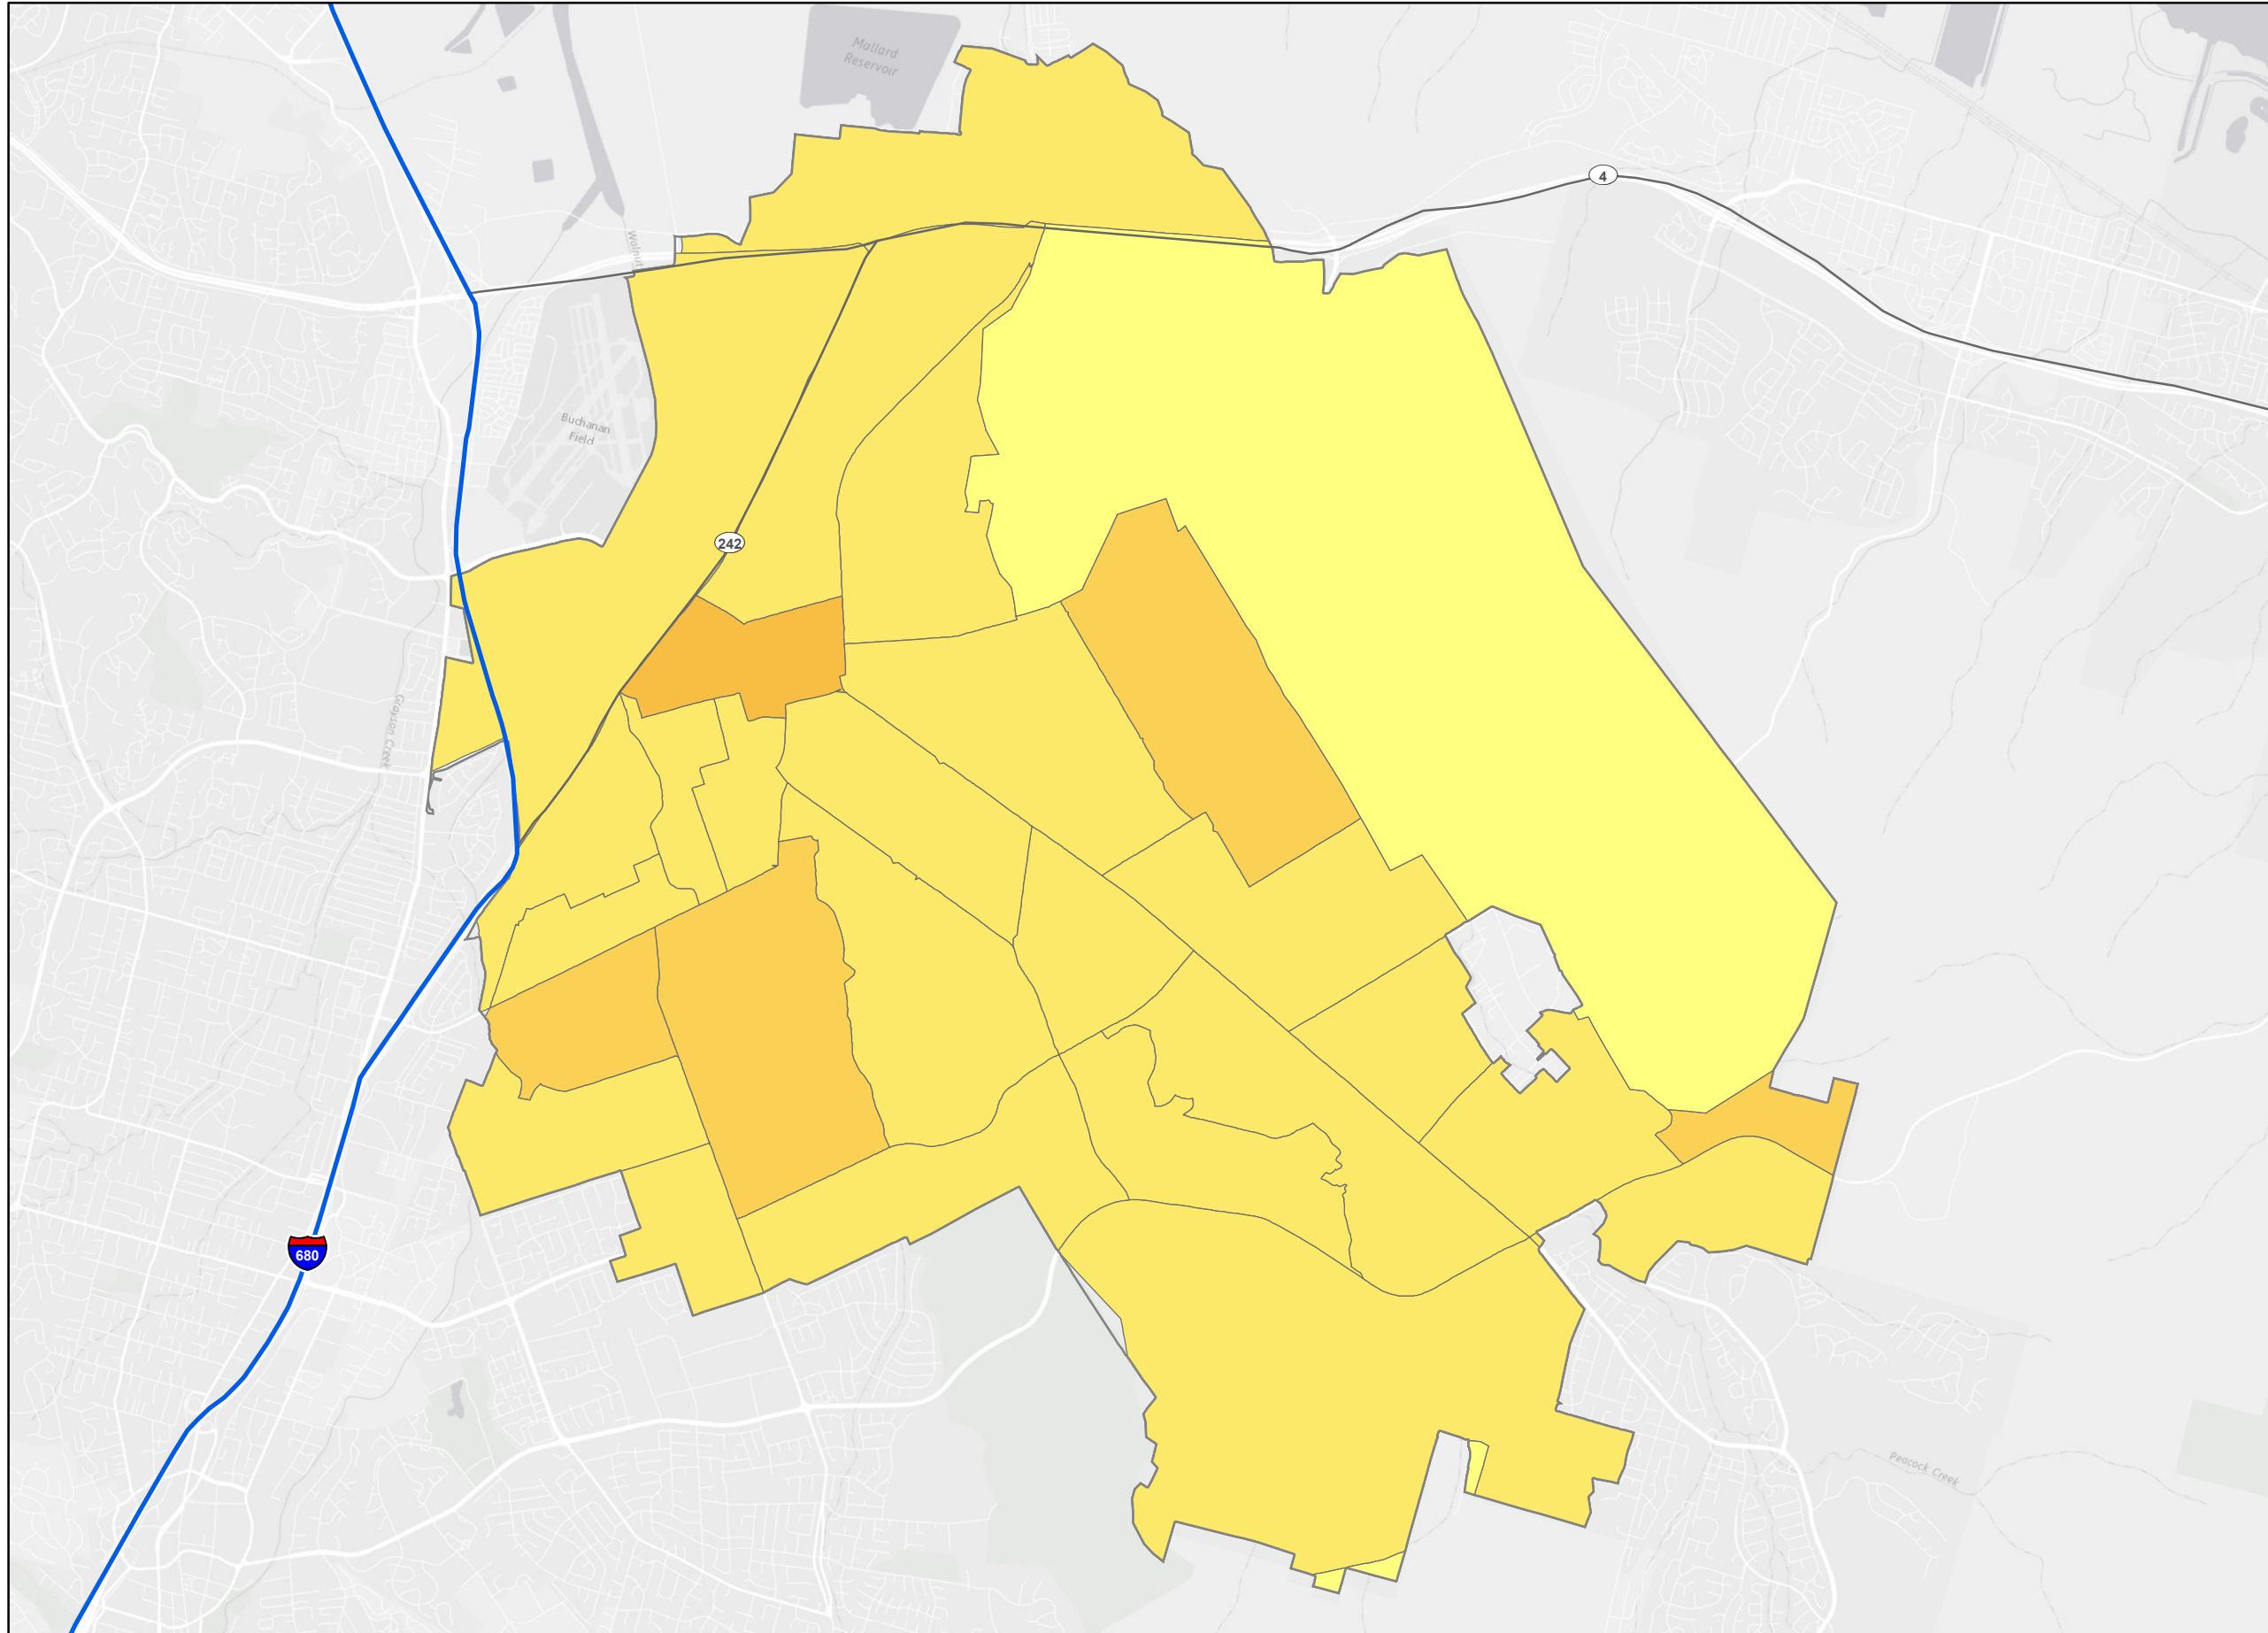 Mallard
Reservoir
4
Walnut
Buchanan
Field
242
Grayson Creek
680
Peacock Creek